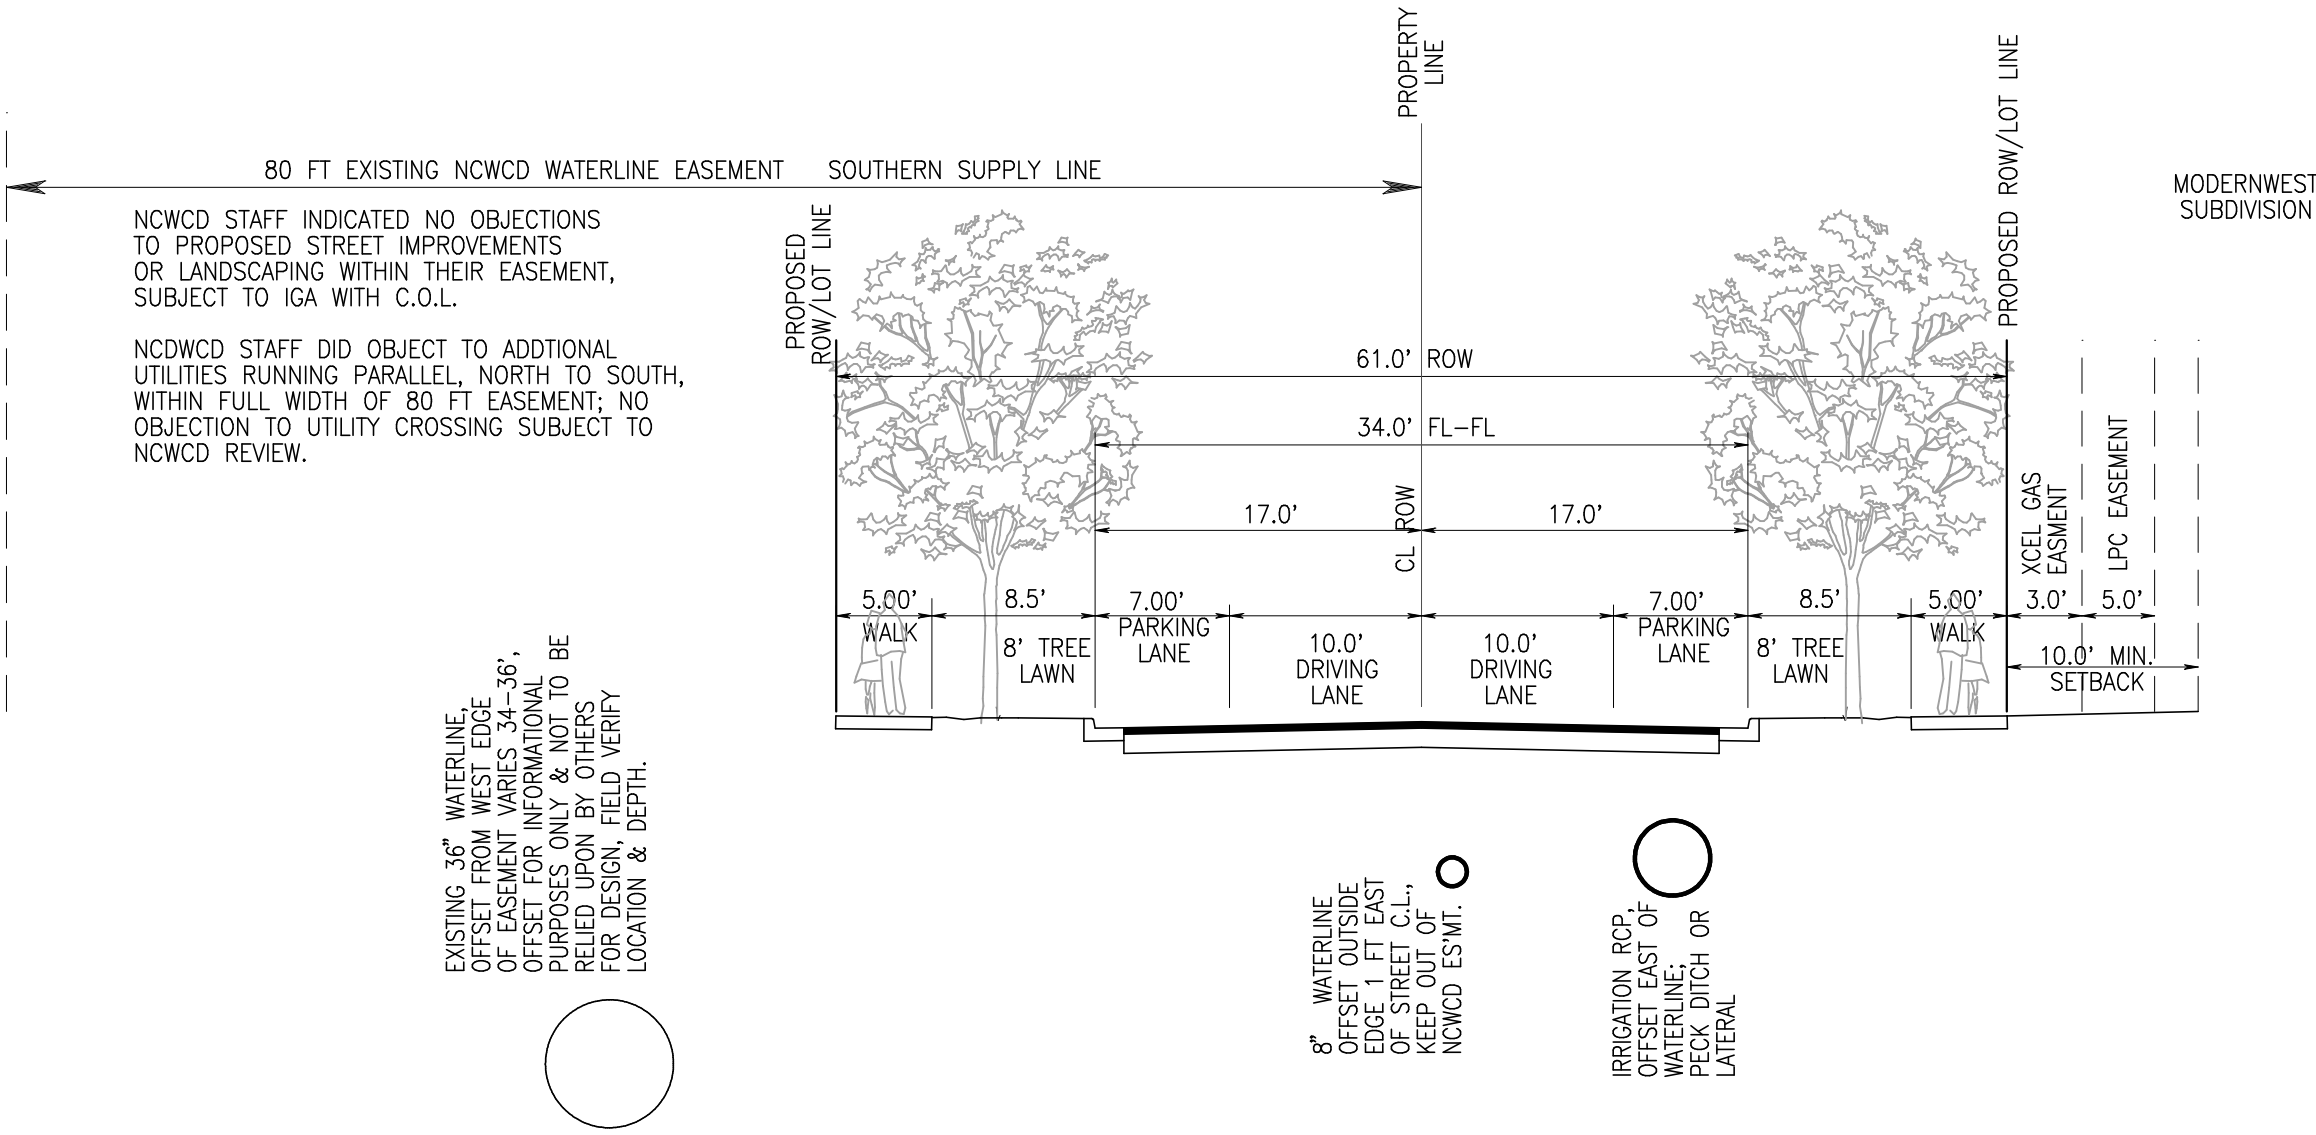 PROPERTY
LINE
PROPOSED ROW/LOT LINE
80 FT EXISTING NCWCD WATERLINE EASEMENT SOUTHERN SUPPLY LINE
MODERNWEST
SUBDIVISION
NCWCD STAFF INDICATED NO OBJECTIONS
TO PROPOSED STREET IMPROVEMENTS
OR LANDSCAPING WITHIN THEIR EASEMENT,
SUBJECT TO IGA WITH C.O.L.
NCDWCD STAFF DID OBJECT TO ADDTIONAL
UTILITIES RUNNING PARALLEL, NORTH TO SOUTH,
WITHIN FULL WIDTH OF 80 FT EASEMENT; NO
OBJECTION TO UTILITY CROSSING SUBJECT TO
NCWCD REVIEW.
PROPOSED
ROW/LOT LINE
61.0' ROW
34.0' FL-FL
17.0'
CL ROW
17.0'
XCEL GAS
EASMENT
LPC EASEMENT
5.00'
WALK
8.5'
8' TREE
LAWN
7.00'
PARKING
LANE
10.0'
DRIVING
LANE
10.0'
DRIVING
LANE
7.00'
PARKING
LANE
8.5'
8' TREE
LAWN
5.00'
WALK
3.0'
5.0'
10.0' MIN.
SETBACK
EXISTING 36" WATERLINE,
OFFSET FROM WEST EDGE
OF EASEMENT VARIES 34-36',
OFFSET FOR INFORMATIONAL
PURPOSES ONLY & NOT TO BE
RELIED UPON BY OTHERS
FOR DESIGN, FIELD VERIFY
LOCATION & DEPTH.
8" WATERLINE
OFFSET OUTSIDE
EDGE 1 FT EAST
OF STREET C.L.,
KEEP OUT OF
NCWCD ES'MT.
IRRIGATION RCP,
OFFSET EAST OF
WATERLINE;
PECK DITCH OR
LATERAL